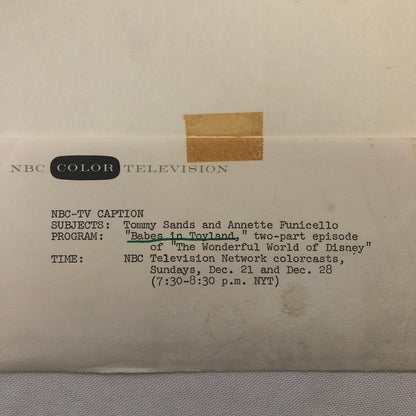 NBC COLOR TELEVISION
NBC-TV CAPTION
SUBJECTS: Tommy Sands and Annette Funicello
PROGRAM: "Babes in Toyland," two-part episode
of "The Wonderful World of Disney"
TIME: NBC Television Network colorcasts,
Sundays, Dec. 21 and Dec. 28
(7:30-8:30 p.m. NYT)